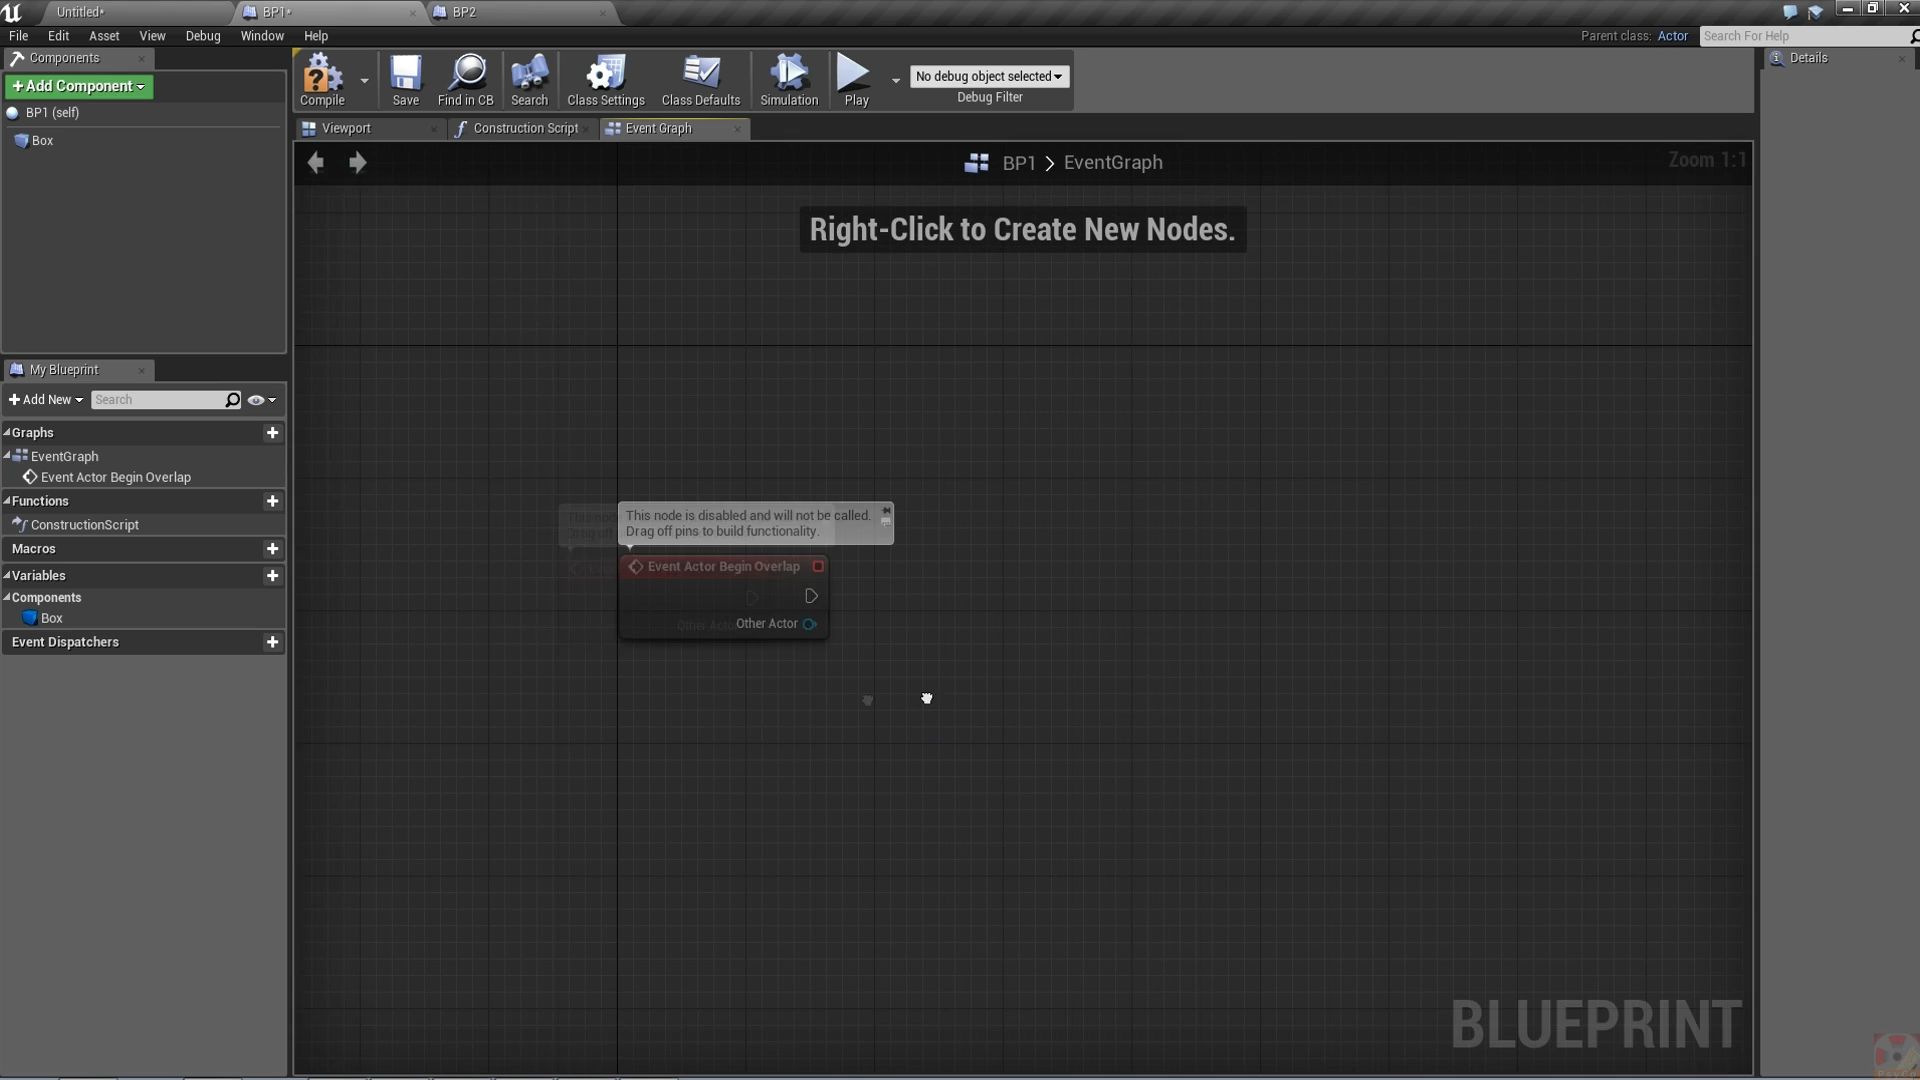 Untitled*
BP1*
BP2
File Edit Asset View Debug Window Help
Parent class: Actor
Search For Help
Components
+Add Component
BP1 (self)
Box
Compile
Save
Find in CB
Search
Class Settings
Class Defaults
Simulation
Play
No debug object selected
Debug Filter
Details
Viewport
Construction Script
Event Graph
BP1 > EventGraph
Zoom 1:1
Right-Click to Create New Nodes.
My Blueprint
+Add New
Search
Graphs
EventGraph
Event Actor Begin Overlap
Functions
ConstructionScript
Macros
Variables
Components
Box
Event Dispatchers
This node is disabled and will not be called.
Drag off pins to build functionality.
Event Actor Begin Overlap
Other Actor
BLUEPRINT